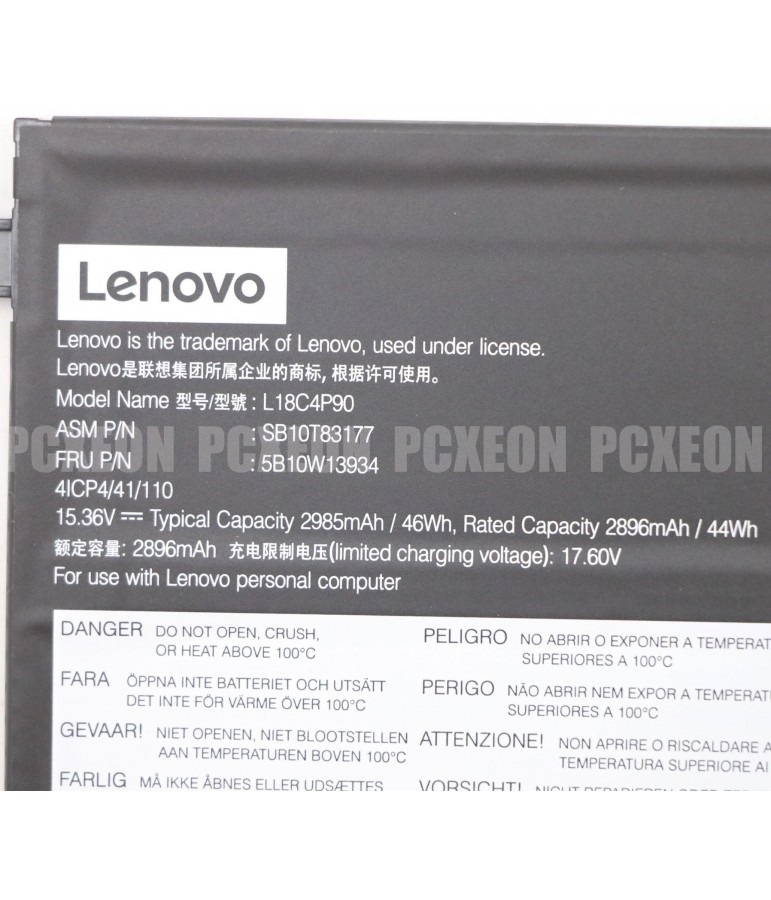 Lenovo
Lenovo is the trademark of Lenovo, used under license.
Lenovo是联想集团所属企业的商标, 根据许可使用。
Model Name 型号/型號 : L18C4P90
ASM P/N : SB10T83177
FRU P/N : 5B10W13934
PCXEON PCXEON PCXEON PCXEON
4ICP4/41/110
15.36V⎓ Typical Capacity 2985mAh / 46Wh, Rated Capacity 2896mAh / 44Wh
额定容量: 2896mAh 充电限制电压(limited charging voltage): 17.60V
For use with Lenovo personal computer
DANGER DO NOT OPEN, CRUSH,
OR HEAT ABOVE 100°C
FARA ÖPPNA INTE BATTERIET OCH UTSÄTT
DET INTE FÖR VÄRME ÖVER 100°C
GEVAAR! NIET OPENEN, NIET BLOOTSTELLEN
AAN TEMPERATUREN BOVEN 100°C
FARLIG MÅ IKKE ÅBNES ELLER UDSÆTTES
PELIGRO NO ABRIR O EXPONER A TEMPERAT
SUPERIORES A 100°C
PERIGO NÃO ABRIR NEM EXPOR A TEMPERAT
SUPERIORES A 100°C
ATTENZIONE! NON APRIRE O RISCALDARE A
TEMPERATURA SUPERIORE AI
VORSICHT! NICHT REPARIEREN ODER